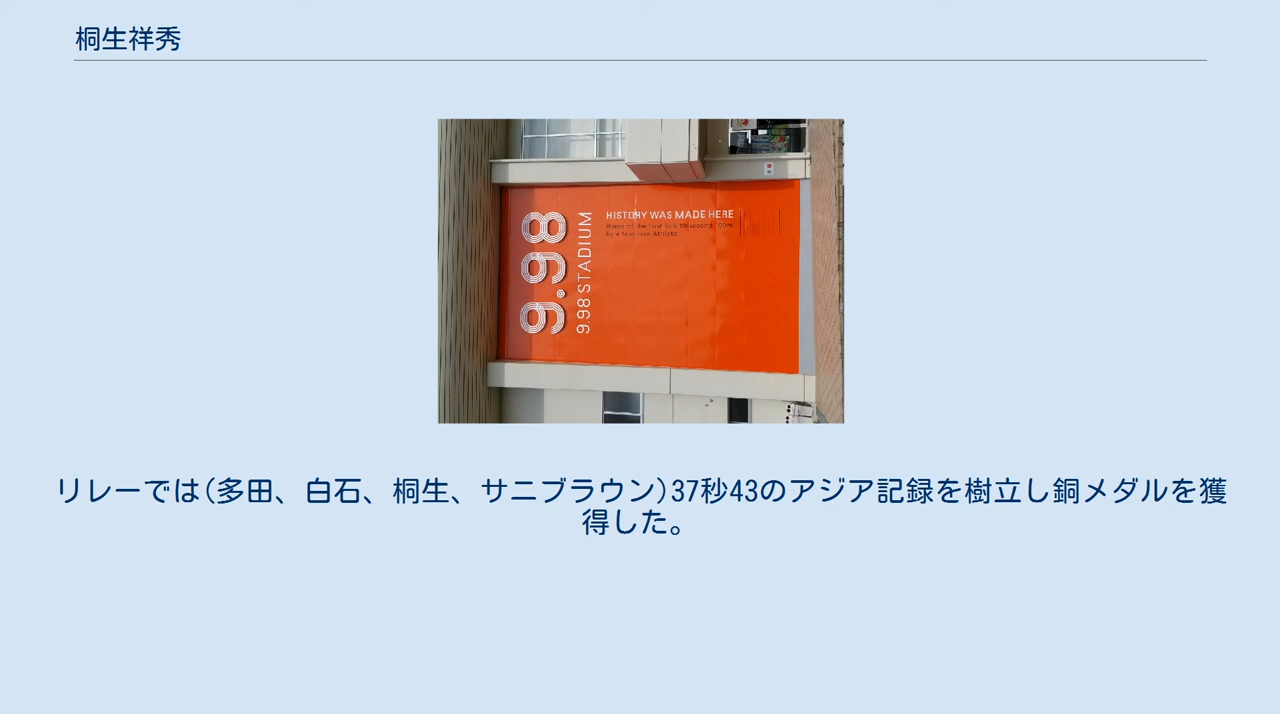 桐生祥秀
9.98
9.98 STADIUM
HISTORY WAS MADE HERE
リレーでは(多田、白石、桐生、サニブラウン)37秒43のアジア記録を樹立し銅メダルを獲
得した。